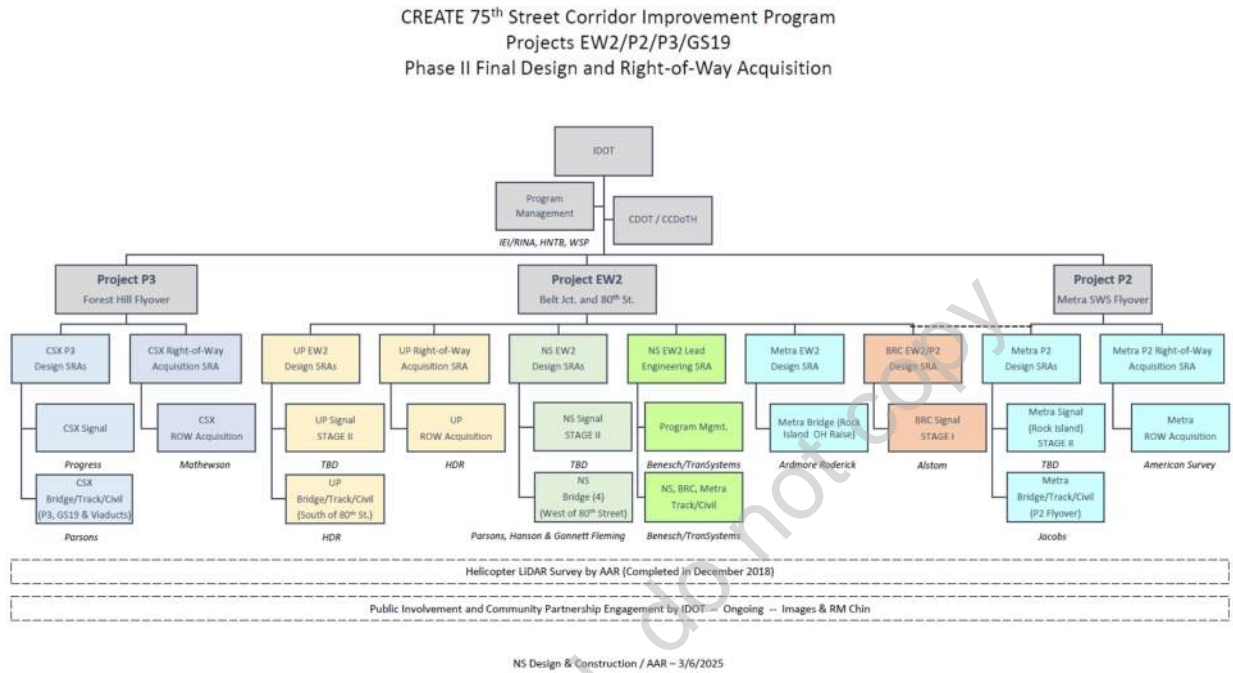 CREATE 75th Street Corridor Improvement Program
Projects EW2/P2/P3/GS19
Phase II Final Design and Right-of-Way Acquisition
IDOT
Program
Management
IEI/RINA, HNTB, WSP
CDOT / CCDoTH
Project P3
Forest Hill Flyover
Project EW2
Belt Jct. and 80th St.
Project P2
Metra SWS Flyover
CSX P3
Design SRAs
CSX Right-of-Way
Acquisition SRA
UP EW2
Design SRAs
UP Right-of-Way
Acquisition SRA
NS EW2
Design SRAs
NS EW2 Lead
Engineering SRA
Metra EW2
Design SRA
BRC EW2/P2
Design SRA
Metra P2
Design SRAs
Metra P2 Right-of-Way
Acquisition SRA
CSX Signal
Progress
CSX
ROW Acquisition
Mathewson
UP Signal
STAGE II
TBD
UP
ROW Acquisition
HDR
NS Signal
STAGE II
TBD
Program Mgmt.
Benesch/TranSystems
Metra Bridge (Rock
Island OH Raise)
Ardmore Roderick
BRC Signal
STAGE I
Alstom
Metra Signal
(Rock Island)
STAGE II
TBD
Metra
ROW Acquisition
American Survey
CSX
Bridge/Track/Civil
(P3, GS19 & Viaducts)
Parsons
UP
Bridge/Track/Civil
(South of 80th St.)
HDR
NS
Bridge (4)
(West of 80th Street)
Parsons, Hanson & Gannett Fleming
NS, BRC, Metra
Track/Civil
Benesch/TranSystems
Metra
Bridge/Track/Civil
(P2 Flyover)
Jacobs
Helicopter LiDAR Survey by AAR (Completed in December 2018)
Public Involvement and Community Partnership Engagement by IDOT -- Ongoing -- Images & RM Chin
NS Design & Construction / AAR – 3/6/2025
do not copy